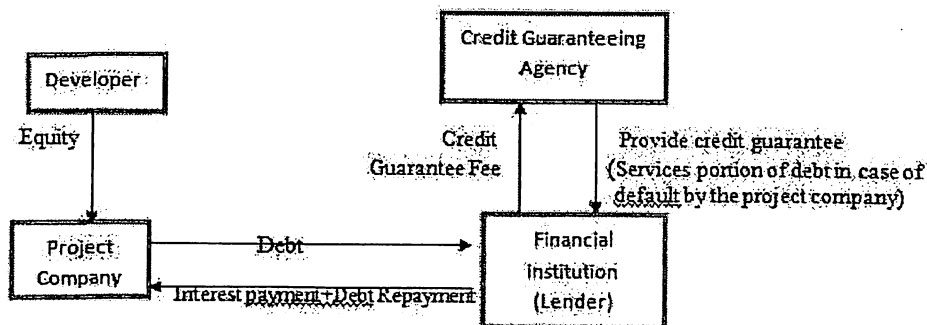 Credit Guaranteeing
Agency
Developer
Equity
Credit
Guarantee Fee
Provide credit guarantee
(Services portion of debt in case of
default by the project company)
Project
Company
Debt
Interest payment+Debt Repayment
Financial
Institution
(Lender)